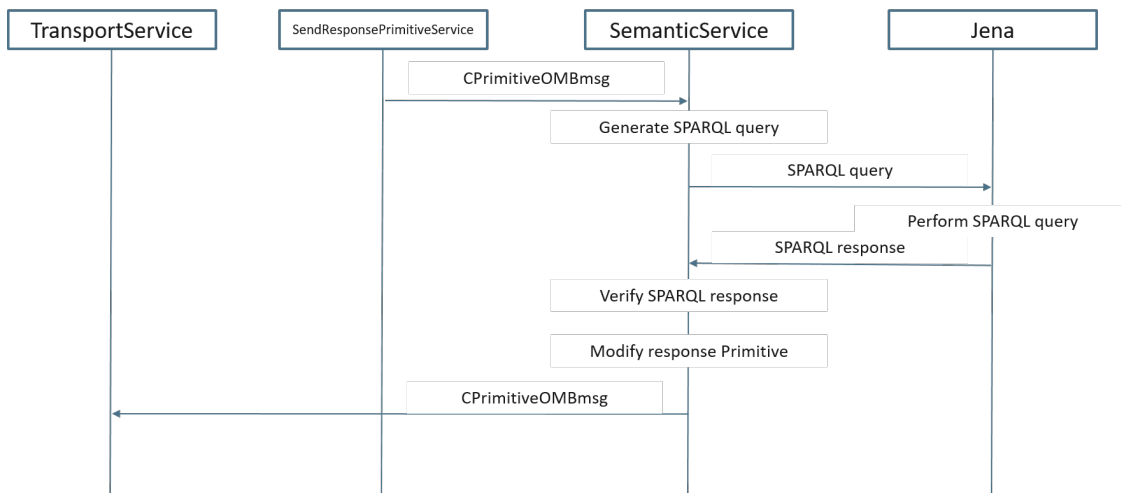 TransportService
SendResponsePrimitiveService
SemanticService
Jena
CPrimitiveOMBmsg
Generate SPARQL query
SPARQL query
Perform SPARQL query
SPARQL response
Verify SPARQL response
Modify response Primitive
CPrimitiveOMBmsg